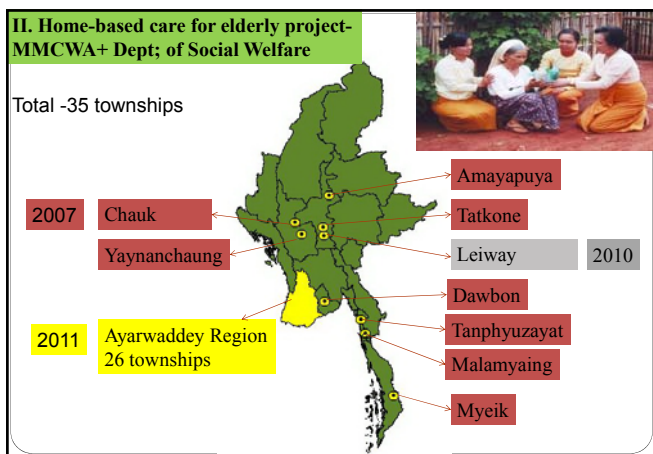 II. Home-based care for elderly project-
MMCWA+ Dept; of Social Welfare
Total -35 townships
Amayapuya
2007
Chauk
Tatkone
Yaynanchaung
Leiway
2010
Dawbon
2011
Ayarwaddey Region
26 townships
Tanphyuzayat
Malamyaing
Myeik